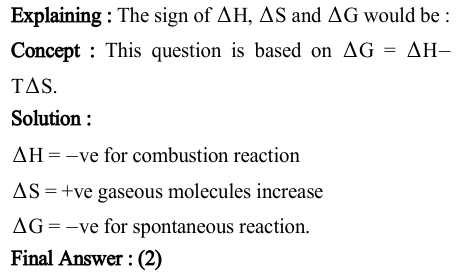 Explaining : The sign of ΔH, ΔS and ΔG would be :
Concept : This question is based on ΔG = ΔH–
TΔS.
Solution :
ΔH = –ve for combustion reaction
ΔS = +ve gaseous molecules increase
ΔG = –ve for spontaneous reaction.
Final Answer : (2)